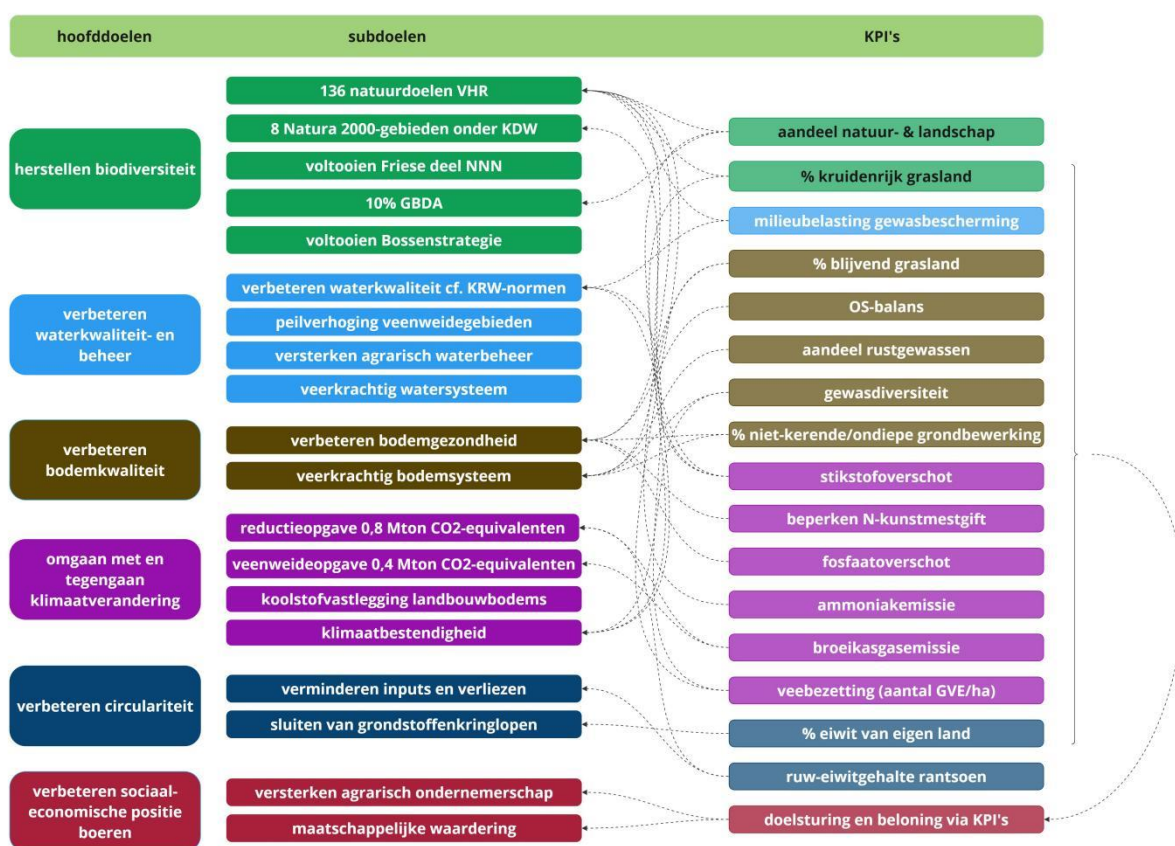 hoofddoelen
subdoelen
KPI's
herstellen biodiversiteit
136 natuurdoelen VHR
8 Natura 2000-gebieden onder KDW
voltooien Friese deel NNN
10% GBDA
voltooien Bossenstrategie
verbeteren
waterkwaliteit- en
beheer
verbeteren waterkwaliteit cf. KRW-normen
peilverhoging veenweidegebieden
versterken agrarisch waterbeheer
veerkrachtig watersysteem
verbeteren
bodemkwaliteit
verbeteren bodemgezondheid
veerkrachtig bodemsysteem
omgaan met en
tegengaan
klimaatverandering
reductieopgave 0,8 Mton CO2-equivalenten
veenweideopgave 0,4 Mton CO2-equivalenten
koolstofvastlegging landbouwbodems
klimaatbestendigheid
verbeteren circulariteit
verminderen inputs en verliezen
sluiten van grondstoffenkringlopen
verbeteren sociaal-
economische positie
boeren
versterken agrarisch ondernemerschap
maatschappelijke waardering
aandeel natuur- & landschap
% kruidenrijk grasland
milieubelasting gewasbescherming
% blijvend grasland
OS-balans
aandeel rustgewassen
gewasdiversiteit
% niet-kerende/ondiepe grondbewerking
stikstofoverschot
beperken N-kunstmestgift
fosfaatoverschot
ammoniakemissie
broeikasgasemissie
veebezetting (aantal GVE/ha)
% eiwit van eigen land
ruw-eiwitgehalte rantsoen
doelsturing en beloning via KPI's